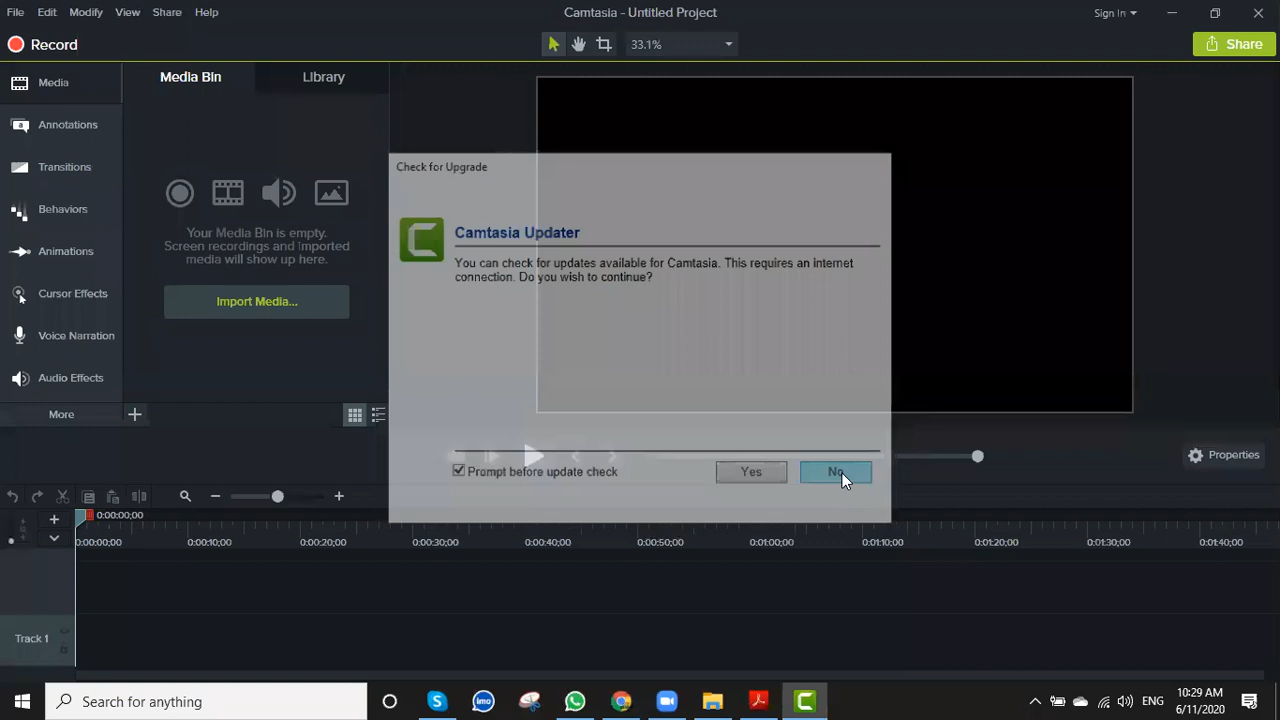 File Edit Modify View Share Help
Camtasia - Untitled Project
Sign In
Record
33.1%
Share
Media
Media Bin
Library
Annotations
Transitions
Behaviors
Animations
Cursor Effects
Voice Narration
Audio Effects
More
Your Media Bin is empty.
Screen recordings and imported
media will show up here.
Import Media...
Check for Upgrade
Camtasia Updater
You can check for updates available for Camtasia. This requires an internet
connection. Do you wish to continue?
Prompt before update check
Yes
No
Properties
0:00:00;00
0:00:00;00 0:00:10;00 0:00:20;00 0:00:30;00 0:00:40;00 0:00:50;00 0:01:00;00 0:01:10;00 0:01:20;00 0:01:30;00 0:01:40;00
Track 1
Search for anything
imo
ENG
10:29 AM
6/11/2020